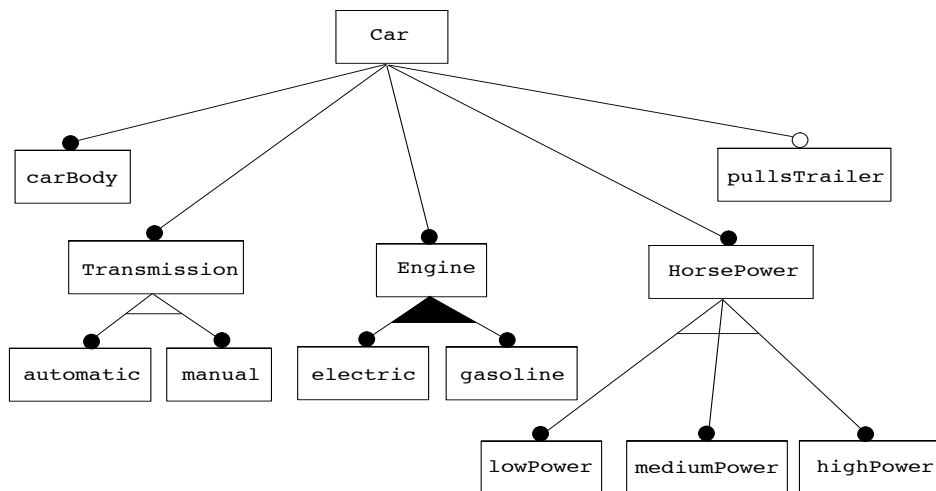 Car
carBody
pullsTrailer
Transmission
Engine
HorsePower
automatic
manual
electric
gasoline
lowPower
mediumPower
highPower